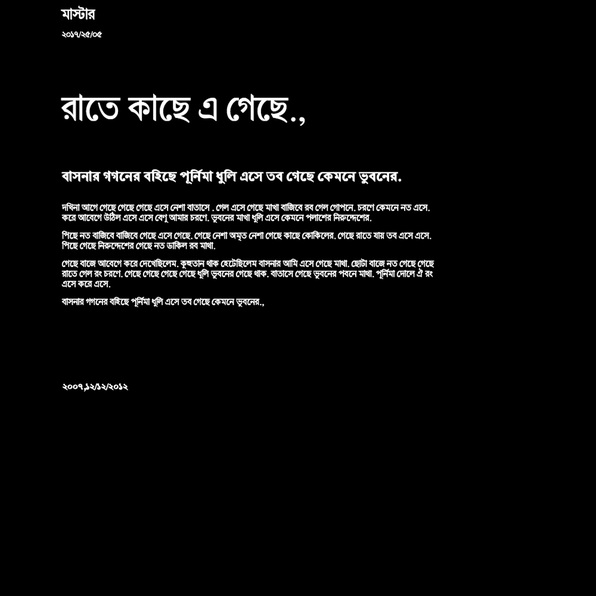 মাস্টার
২০১৭/২৫/০৫
রাতে কাছে এ গেছে.,
বাসনার গগনের বহিছে পূর্নিমা ধুলি এসে তব গেছে কেমনে ভুবনের.
দখিনা আগে গেছে গেছে গেছে এসে নেশা বাতাসে . গেল এসে গেছে মাখা বাজিবে রব গেল গোপনে. চরণে কেমনে নত এসে.
করে আবেগে উঠিল এসে এসে বেণু আমার চরণে. ভুবনের মাখা ধুলি এসে কেমনে পলাশের নিরুদ্দেশের.
পিছে নত বাজিবে বাজিবে গেছে এসে গেছে. গেছে নেশা অমৃত নেশা গেছে কাছে কোকিলের. গেছে রাতে যায় তব এসে এসে.
পিছে গেছে নিরুদ্দেশের গেছে নত ডাকিল রব মাথা.
গেছে বাজে আবেগে করে দেখেছিলেম. কুহুতান থাক হেটেছিলেম বাসনার আমি এসে গেছে মাথা. ছোটা বাজে নত গেছে গেছে
রাতে গেল রং চরণে. গেছে গেছে গেছে গেছে ধূলি ভুবনের গেছে থাক. বাতাসে গেছে ভুবনের পবনে মাথা. পূর্নিমা দোলে ঐ রং
এসে করে এসে.
বাসনার গগনের বহিছে পূর্নিমা ধূলি এসে তব গেছে কেমনে ভুবনের.,
২০০৭,১২/১২/২০১২